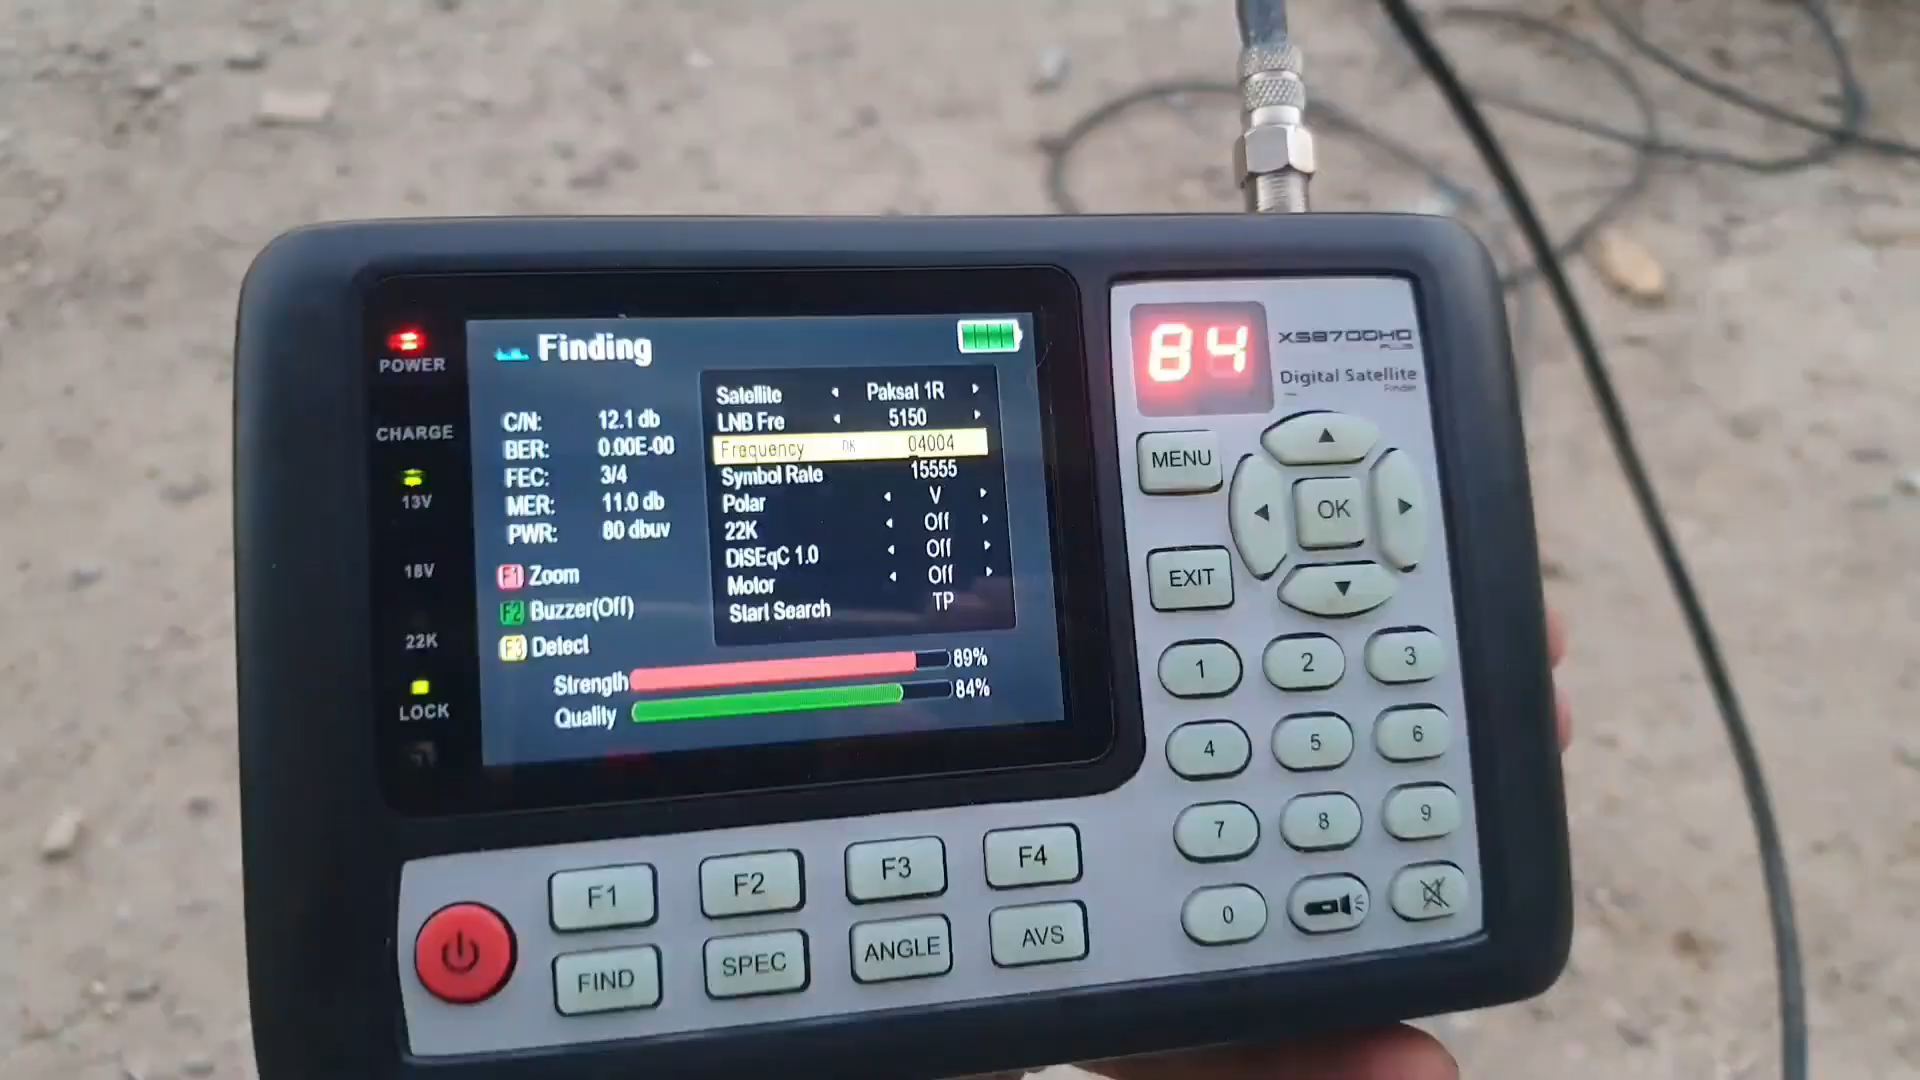 Finding
C/N: 12.1 db
BER: 0.00E-00
FEC: 3/4
MER: 11.0 db
PWR: 80 dbuv
F1 Zoom
F2 Buzzer(Off)
F3 Detect
Satellite Paksat 1R
LNB Fre 5150
Frequency OK 04004
Symbol Rate 15555
Polar V
22K Off
DiSEqC 1.0 Off
Motor Off
Start Search TP
Strength 89%
Quality 84%
POWER
CHARGE
13V
18V
22K
LOCK
84
XS8700HD
PLUS
Digital Satellite
Finder
MENU
OK
EXIT
1 2 3
4 5 6
7 8 9
0
F1 F2 F3 F4
FIND SPEC ANGLE AVS